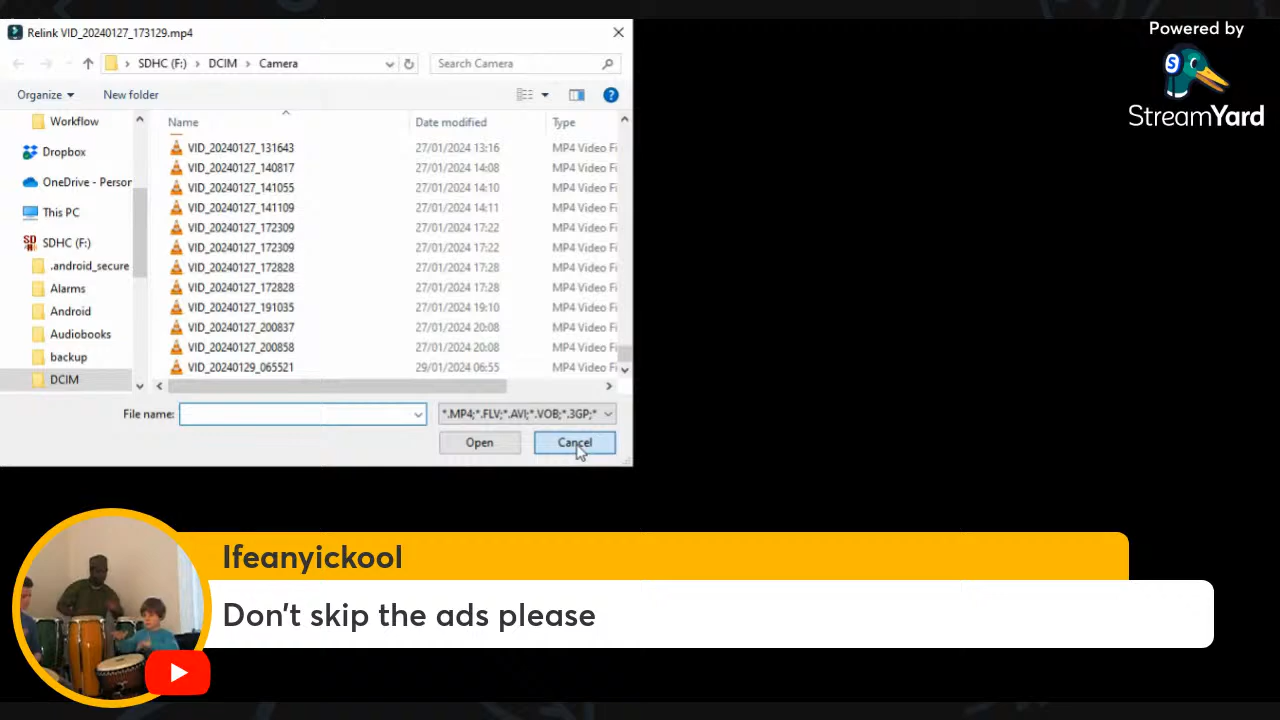 Relink VID_20240127_173129.mp4
Powered by
StreamYard
SDHC (F:) › DCIM › Camera
Search Camera
Organize
New folder
Workflow
Dropbox
OneDrive - Person
This PC
SDHC (F:)
.android_secure
Alarms
Android
Audiobooks
backup
DCIM
Name Date modified Type
VID_20240127_131643 27/01/2024 13:16 MP4 Video Fi
VID_20240127_140817 27/01/2024 14:08 MP4 Video Fi
VID_20240127_141055 27/01/2024 14:10 MP4 Video Fi
VID_20240127_141109 27/01/2024 14:11 MP4 Video Fi
VID_20240127_172309 27/01/2024 17:22 MP4 Video Fi
VID_20240127_172309 27/01/2024 17:22 MP4 Video Fi
VID_20240127_172828 27/01/2024 17:28 MP4 Video Fi
VID_20240127_172828 27/01/2024 17:28 MP4 Video Fi
VID_20240127_191035 27/01/2024 19:10 MP4 Video Fi
VID_20240127_200837 27/01/2024 20:08 MP4 Video Fi
VID_20240127_200858 27/01/2024 20:08 MP4 Video Fi
VID_20240129_065521 29/01/2024 06:55 MP4 Video Fi
File name:
*.MP4;*.FLV;*.AVI;*.VOB;*.3GP;*
Open
Cancel
Ifeanyickool
Don't skip the ads please